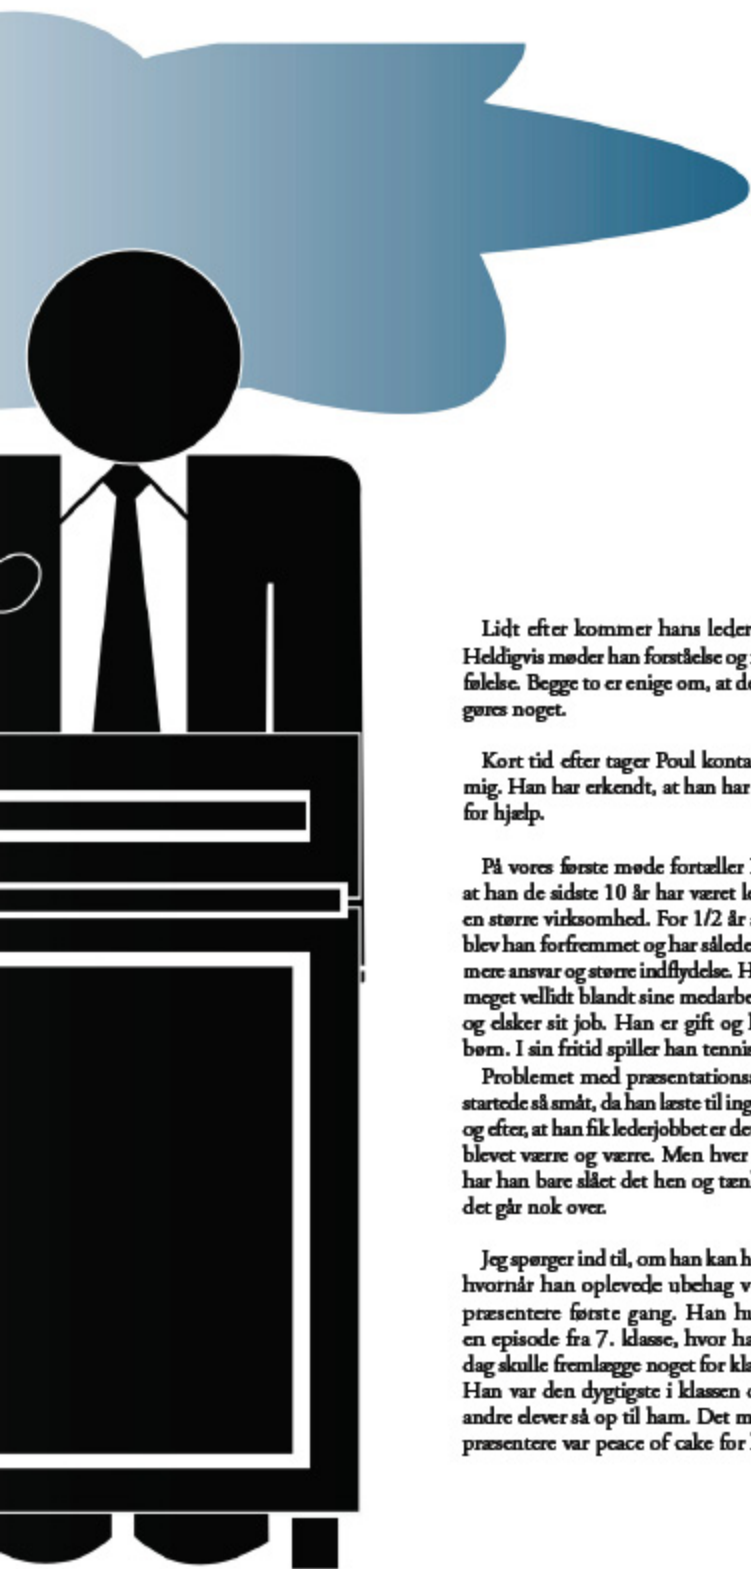 Lidt efter kommer hans leder
Heldigvis møder han forståelse og
følelse. Begge to er enige om, at de
gøres noget.
Kort tid efter tager Poul konta
mig. Han har erkendt, at han har
for hjælp.
På vores første møde fortæller
at han de sidste 10 år har været le
en større virksomhed. For 1/2 år
blev han forfremmet og har således
mere ansvar og større indflydelse. H
meget vellidt blandt sine medarbe
og elsker sit job. Han er gift og
børn. I sin fritid spiller han tennis
Problemet med præsentations
startede så småt, da han læste til ing
og efter, at han fik lederjobbet er de
blevet værre og værre. Men hver
har han bare slået det hen og tænk
det går nok over.
Jeg spørger ind til, om han kan h
hvornår han oplevede ubehag v
præsentere første gang. Han hu
en episode fra 7. klasse, hvor ha
dag skulle fremlægge noget for kla
Han var den dygtigste i klassen
andre elever så op til ham. Det m
præsentere var peace of cake for